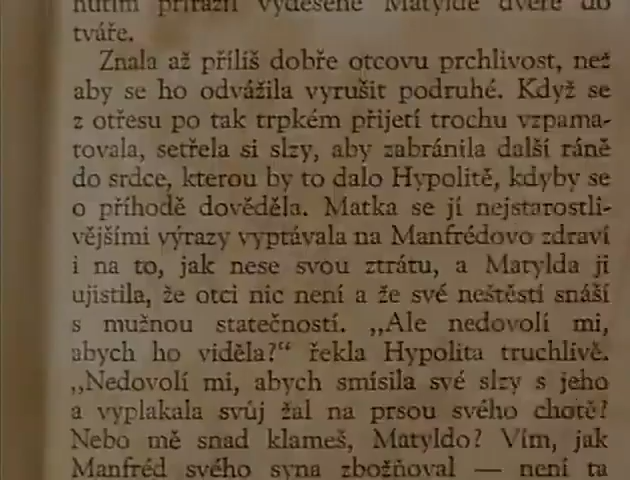 nutím přirazil vyděšené Matyldě dveře do
tváře.
Znala až příliš dobře otcovu prchlivost, než
aby se ho odvážila vyrušit podruhé. Když se
z otřesu po tak trpkém přijetí trochu vzpama-
tovala, setřela si slzy, aby zabránila další ráně
do srdce, kterou by to dalo Hypolitě, kdyby se
o příhodě dověděla. Matka se jí nejstarostli-
vějšími výrazy vyptávala na Manfrédovo zdraví
i na to, jak nese svou ztrátu, a Matylda ji
ujistila, že otci nic není a že své neštěstí snáší
s mužnou statečností. „Ale nedovolí mi,
abych ho viděla?“ řekla Hypolita truchlivě.
„Nedovolí mi, abych smísila své slzy s jeho
a vyplakala svůj žal na prsou svého chotě?
Nebo mě snad klameš, Matyldo? Vím, jak
Manfréd svého syna zbožňoval — není ta